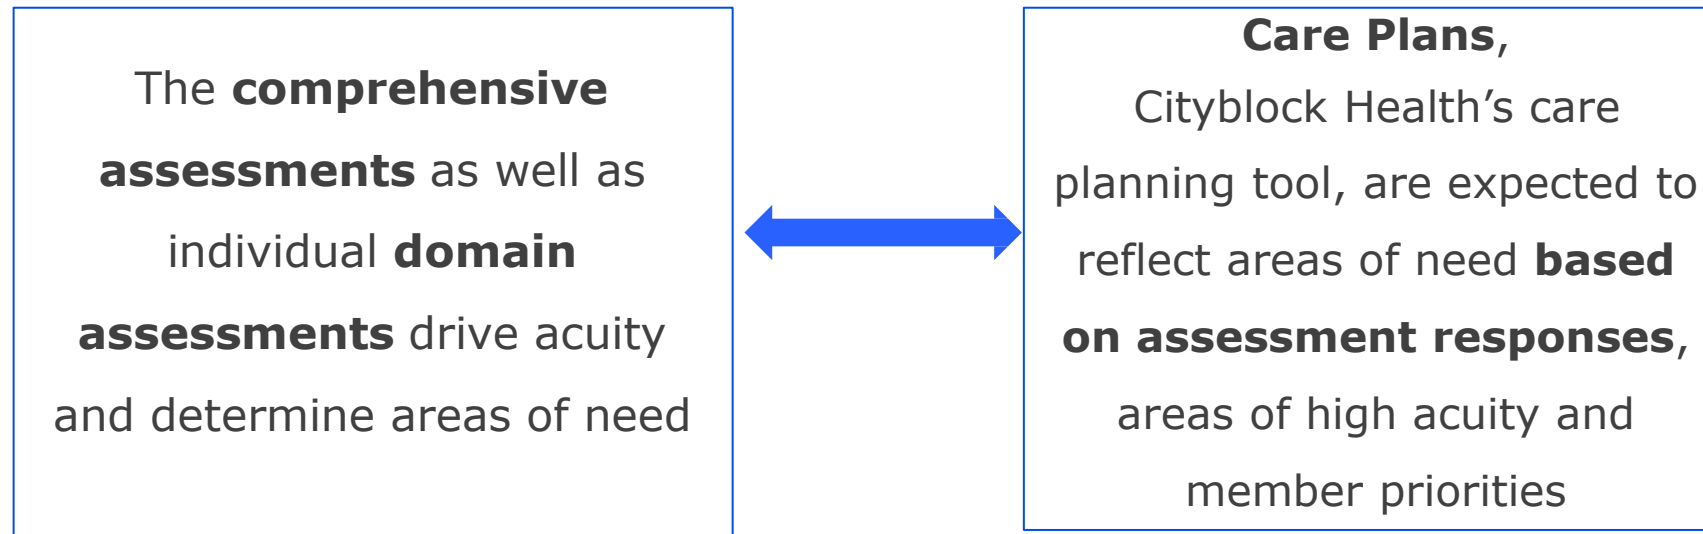 The comprehensive
assessments as well as
individual domain
assessments drive acuity
and determine areas of need
Care Plans,
Cityblock Health’s care
planning tool, are expected to
reflect areas of need based
on assessment responses,
areas of high acuity and
member priorities